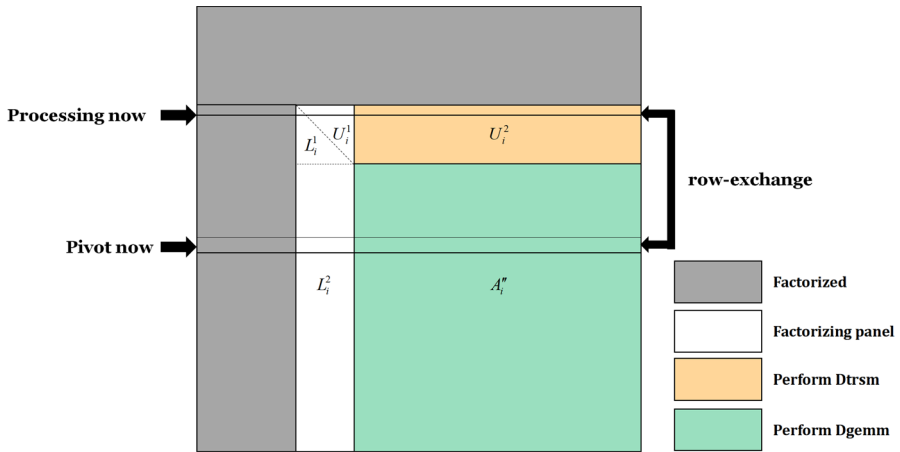 Processing now
L_i^1
U_i^1
U_i^2
row-exchange
Pivot now
L_i^2
A_i''
Factorized
Factorizing panel
Perform Dtrsm
Perform Dgemm